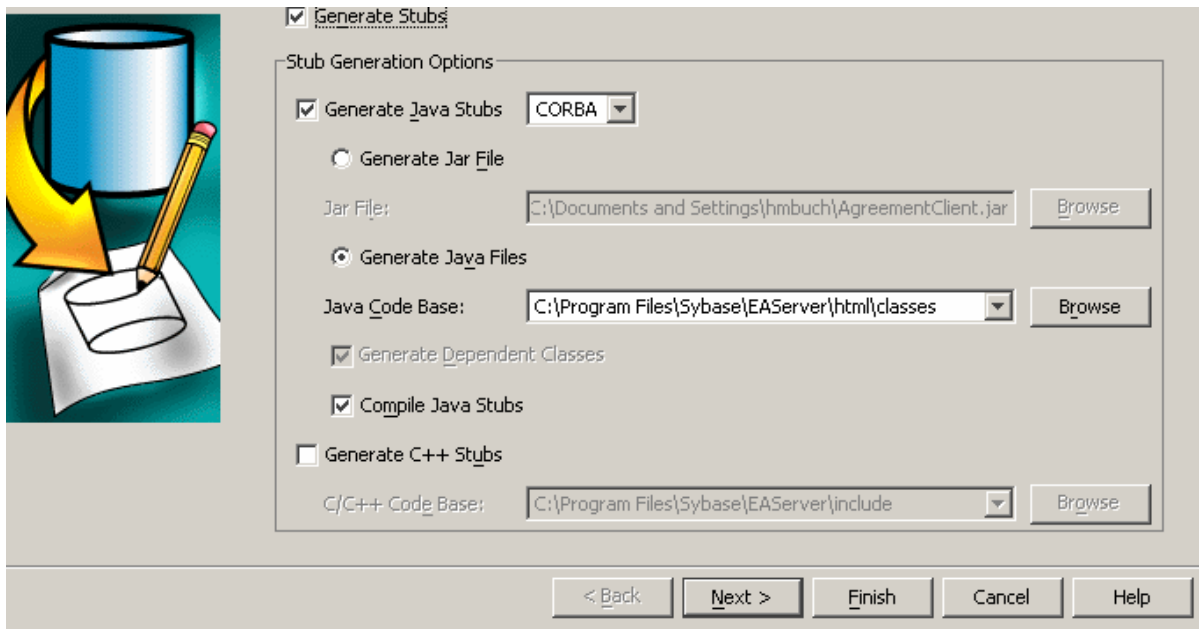 Generate Stubs
Stub Generation Options
Generate Java Stubs CORBA
Generate Jar File
Jar File: C:\Documents and Settings\hmbuch\AgreementClient.jar Browse
Generate Java Files
Java Code Base: C:\Program Files\Sybase\EAServer\html\classes Browse
Generate Dependent Classes
Compile Java Stubs
Generate C++ Stubs
C/C++ Code Base: C:\Program Files\Sybase\EAServer\include Browse
< Back Next > Finish Cancel Help